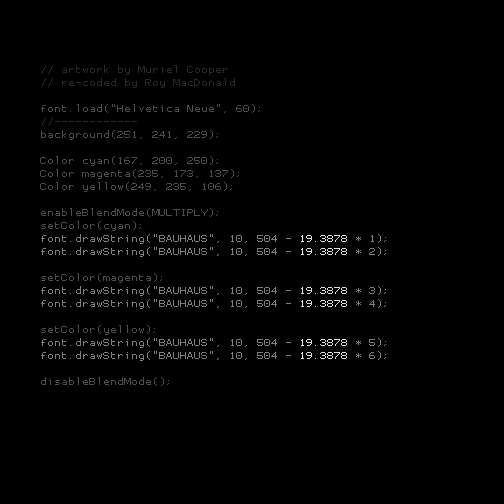 // artwork by Muriel Cooper
// re-coded by Roy MacDonald
font.load("Helvetica Neue", 60);
//------------
background(251, 241, 229);
Color cyan(167, 200, 250);
Color magenta(235, 173, 137);
Color yellow(249, 235, 106);
enableBlendMode(MULTIPLY);
setColor(cyan);
font.drawString("BAUHAUS", 10, 504 - 19.3878 * 1);
font.drawString("BAUHAUS", 10, 504 - 19.3878 * 2);
setColor(magenta);
font.drawString("BAUHAUS", 10, 504 - 19.3878 * 3);
font.drawString("BAUHAUS", 10, 504 - 19.3878 * 4);
setColor(yellow);
font.drawString("BAUHAUS", 10, 504 - 19.3878 * 5);
font.drawString("BAUHAUS", 10, 504 - 19.3878 * 6);
disableBlendMode();